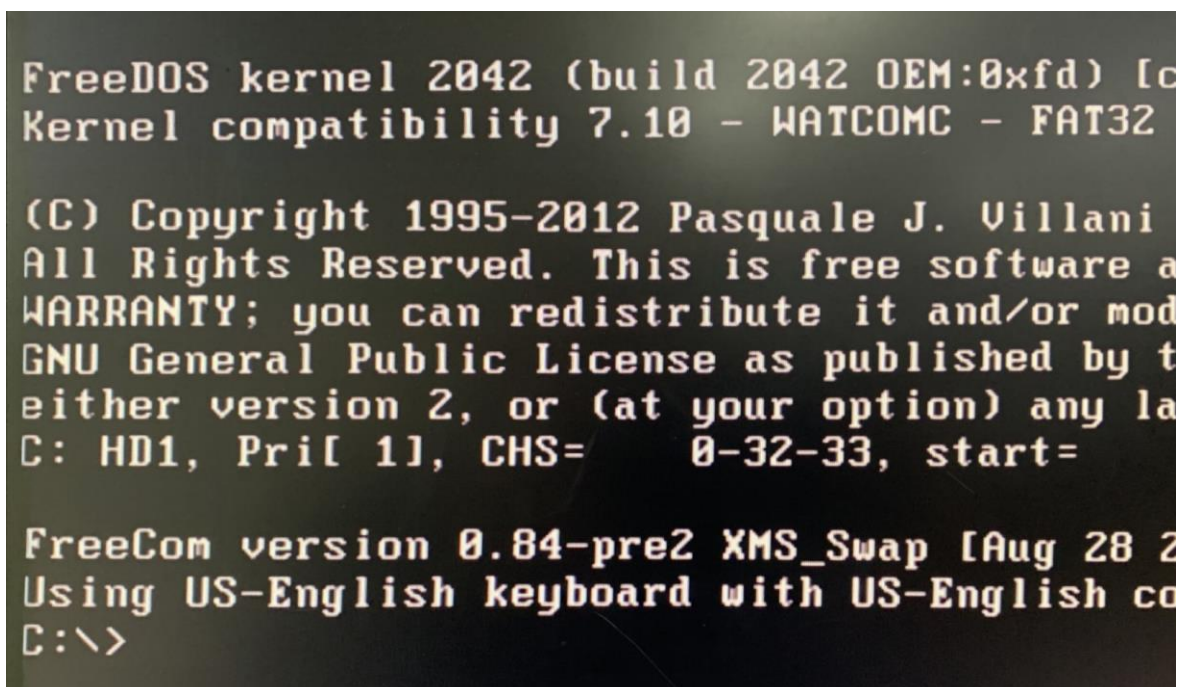 FreeDOS kernel 2042 (build 2042 OEM:0xfd) [c
Kernel compatibility 7.10 - WATCOMC - FAT32
(C) Copyright 1995-2012 Pasquale J. Villani
All Rights Reserved. This is free software a
WARRANTY; you can redistribute it and/or mod
GNU General Public License as published by t
either version 2, or (at your option) any la
C: HD1, Pri[ 1], CHS=    0-32-33, start=
FreeCom version 0.84-pre2 XMS_Swap [Aug 28 2
Using US-English keyboard with US-English co
C:\>